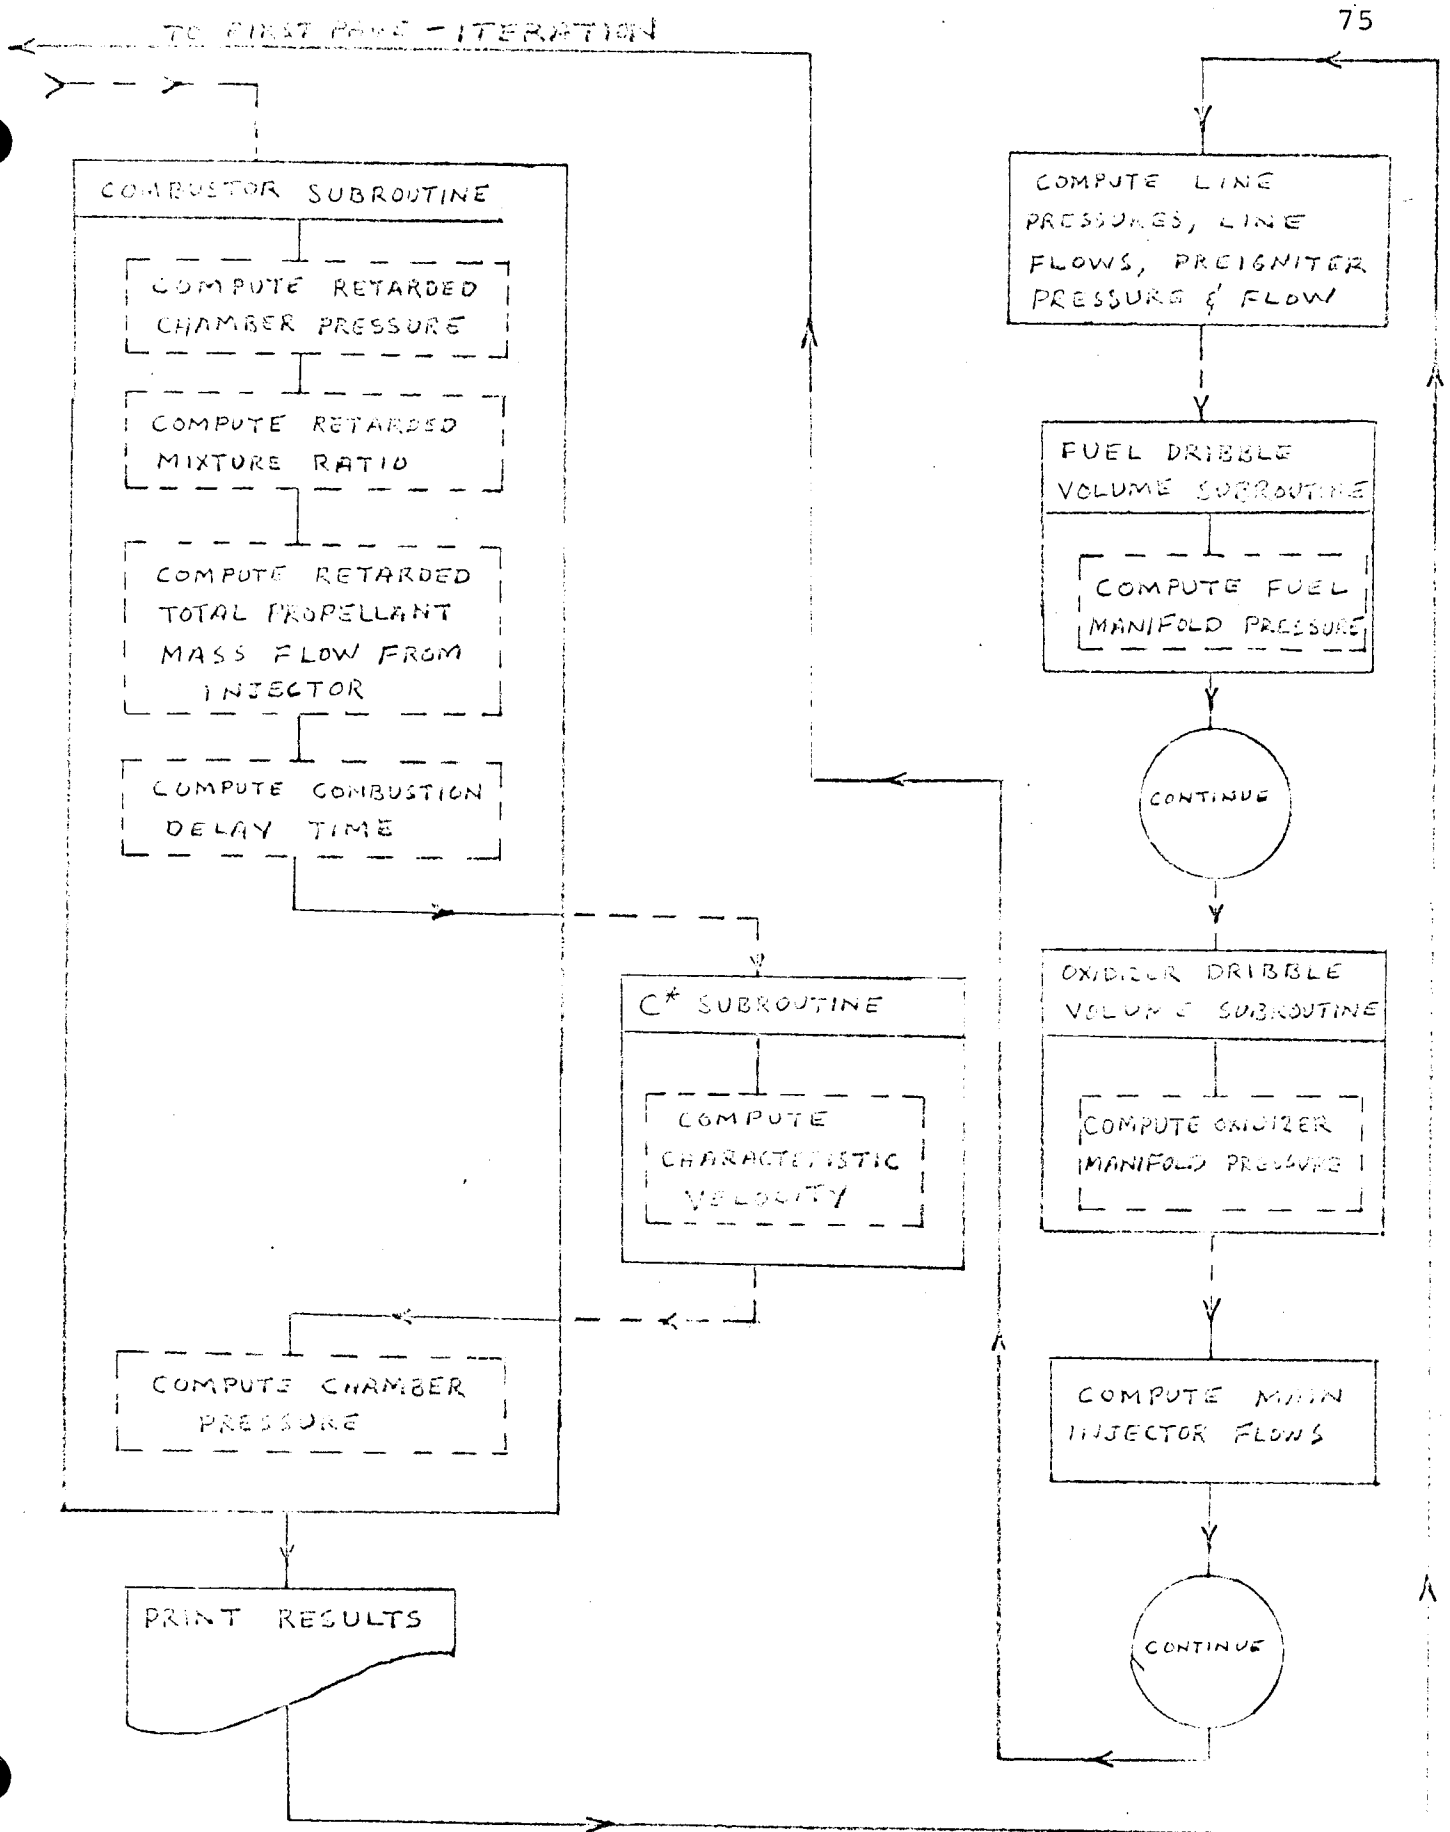 75
TO FIRST PAGE - ITERATION
COMBUSTOR SUBROUTINE
COMPUTE RETARDED
CHAMBER PRESSURE
COMPUTE RETARDED
MIXTURE RATIO
COMPUTE RETARDED
TOTAL PROPELLANT
MASS FLOW FROM
INJECTOR
COMPUTE COMBUSTION
DELAY TIME
C* SUBROUTINE
COMPUTE
CHARACTERISTIC
VELOCITY
COMPUTE CHAMBER
PRESSURE
PRINT RESULTS
COMPUTE LINE
PRESSURES, LINE
FLOWS, PREIGNITER
PRESSURE & FLOW
FUEL DRIBBLE
VOLUME SUBROUTINE
COMPUTE FUEL
MANIFOLD PRESSURE
CONTINUE
OXIDIZER DRIBBLE
VOLUME SUBROUTINE
COMPUTE OXIDIZER
MANIFOLD PRESSURE
COMPUTE MAIN
INJECTOR FLOWS
CONTINUE